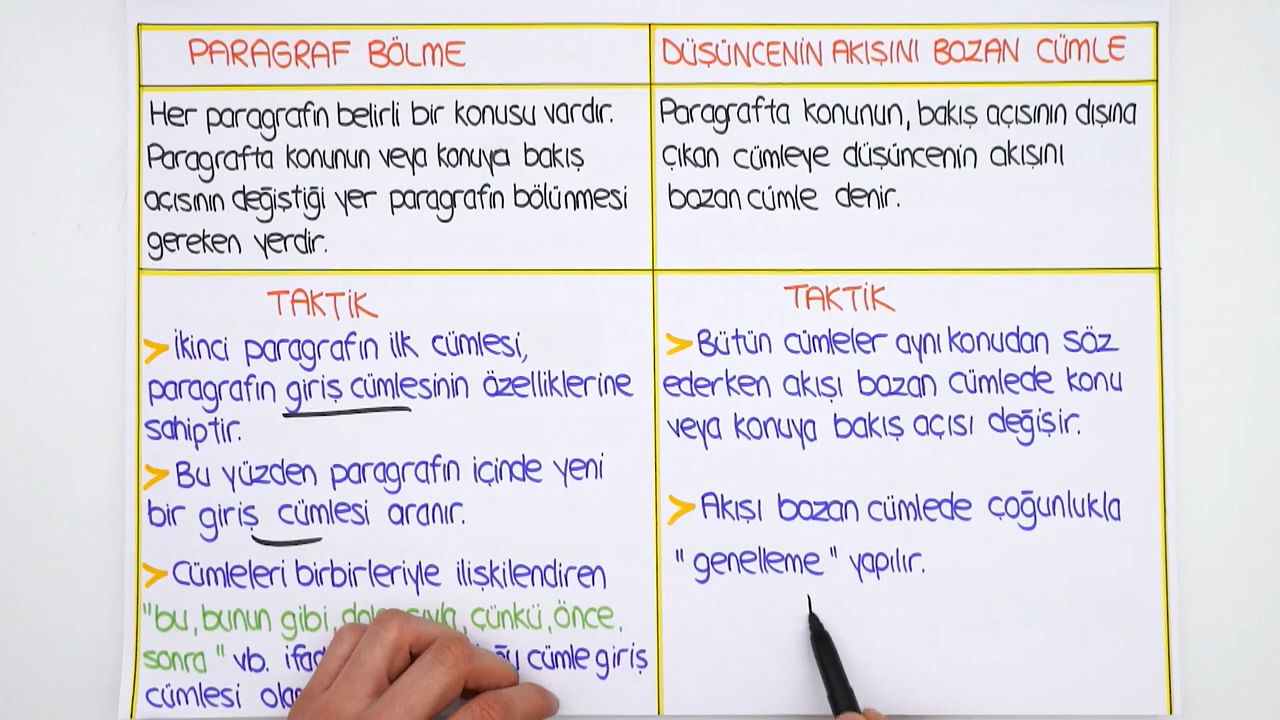 PARAGRAF BÖLME
Her paragrafın belirli bir konusu vardır.
Paragrafta konunun veya konuya bakış
açısının değiştiği yer paragrafın bölünmesi
gereken yerdir.
TAKTİK
> İkinci paragrafın ilk cümlesi,
paragrafın giriş cümlesinin özelliklerine
sahiptir.
> Bu yüzden paragrafın içinde yeni
bir giriş cümlesi aranır.
> Cümleleri birbirleriyle ilişkilendiren
"bu, bunun gibi, çünkü, önce,
sonra" vb. cümle giriş
cümlesi
DÜŞÜNCENİN AKIŞINI BOZAN CÜMLE
Paragrafta konunun, bakış açısının dışına
çıkan cümleye düşüncenin akışını
bozan cümle denir.
TAKTİK
> Bütün cümleler aynı konudan söz
ederken akışı bozan cümlede konu
veya konuya bakış açısı değişir.
> Akışı bozan cümlede çoğunlukla
"genelleme" yapılır.